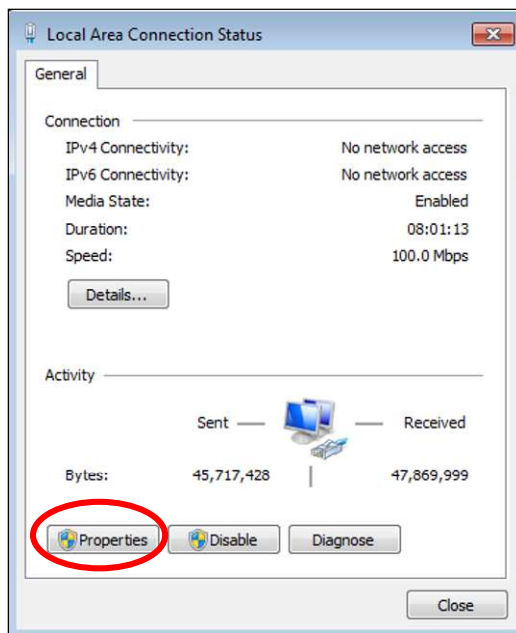 Local Area Connection Status
General
Connection
IPv4 Connectivity: No network access
IPv6 Connectivity: No network access
Media State: Enabled
Duration: 08:01:13
Speed: 100.0 Mbps
Details...
Activity
Sent Received
Bytes: 45,717,428 47,869,999
Properties Disable Diagnose
Close